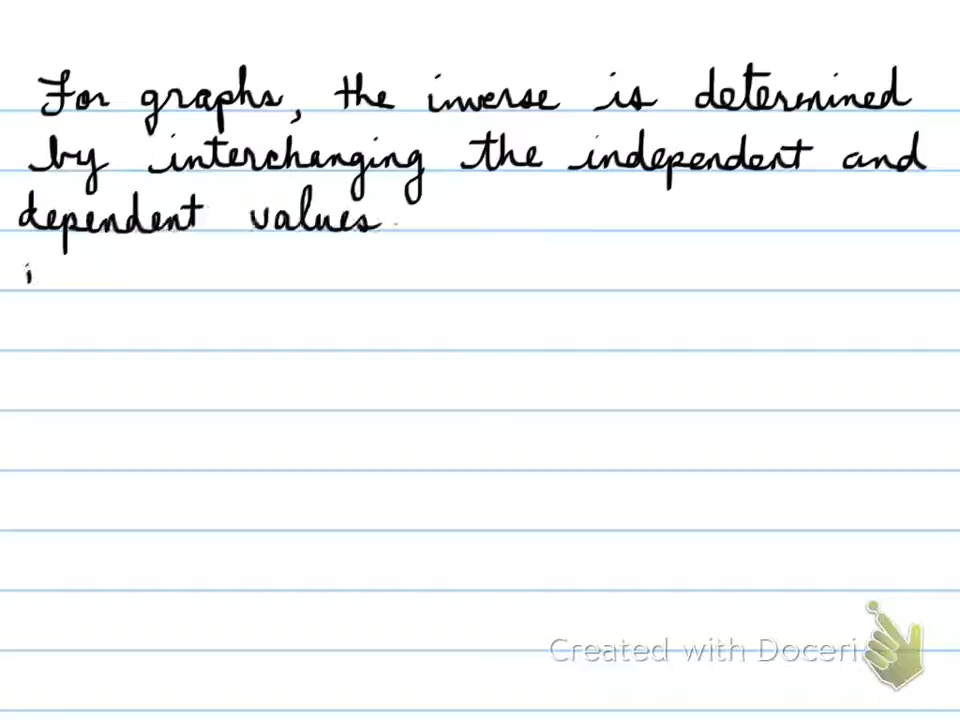 For graphs, the inverse is determined
by interchanging the independent and
dependent values.
i
Created with Doceri